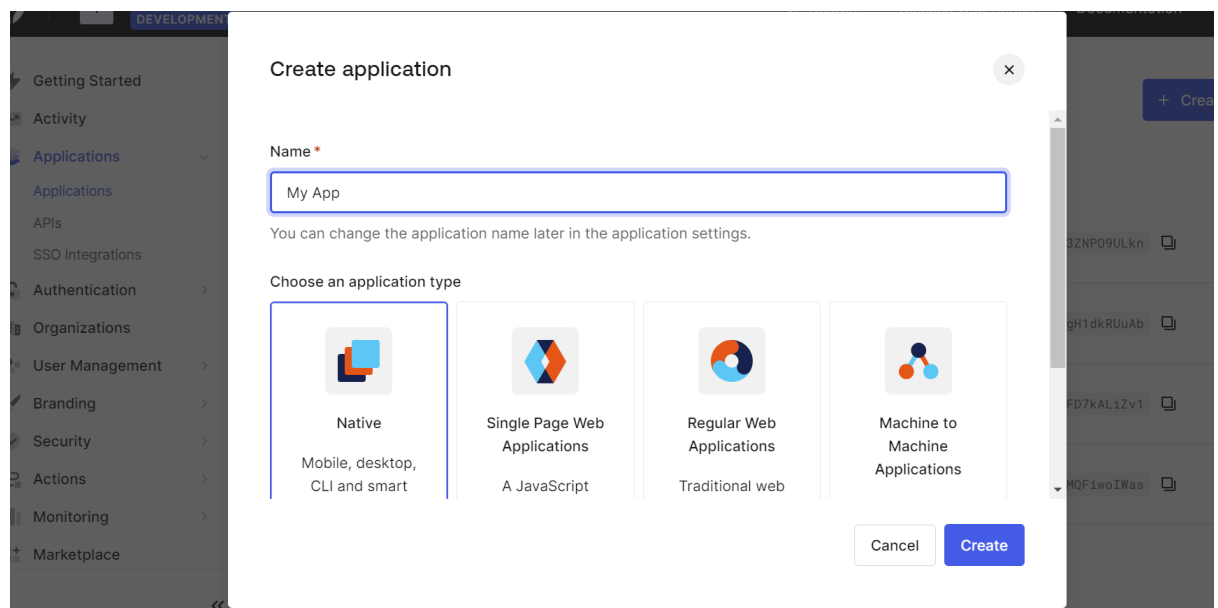 DEVELOPMENT
Getting Started
Activity
Applications
Applications
APIs
SSO Integrations
Authentication
Organizations
User Management
Branding
Security
Actions
Monitoring
Marketplace
Create application
Name *
My App
You can change the application name later in the application settings.
Choose an application type
Native
Mobile, desktop,
CLI and smart
Single Page Web
Applications
A JavaScript
Regular Web
Applications
Traditional web
Machine to
Machine
Applications
Cancel
Create
+ Crea
3ZNPO9ULkn
gH1dkRUuAb
FD7kALiZv1
MQFiwoIWas